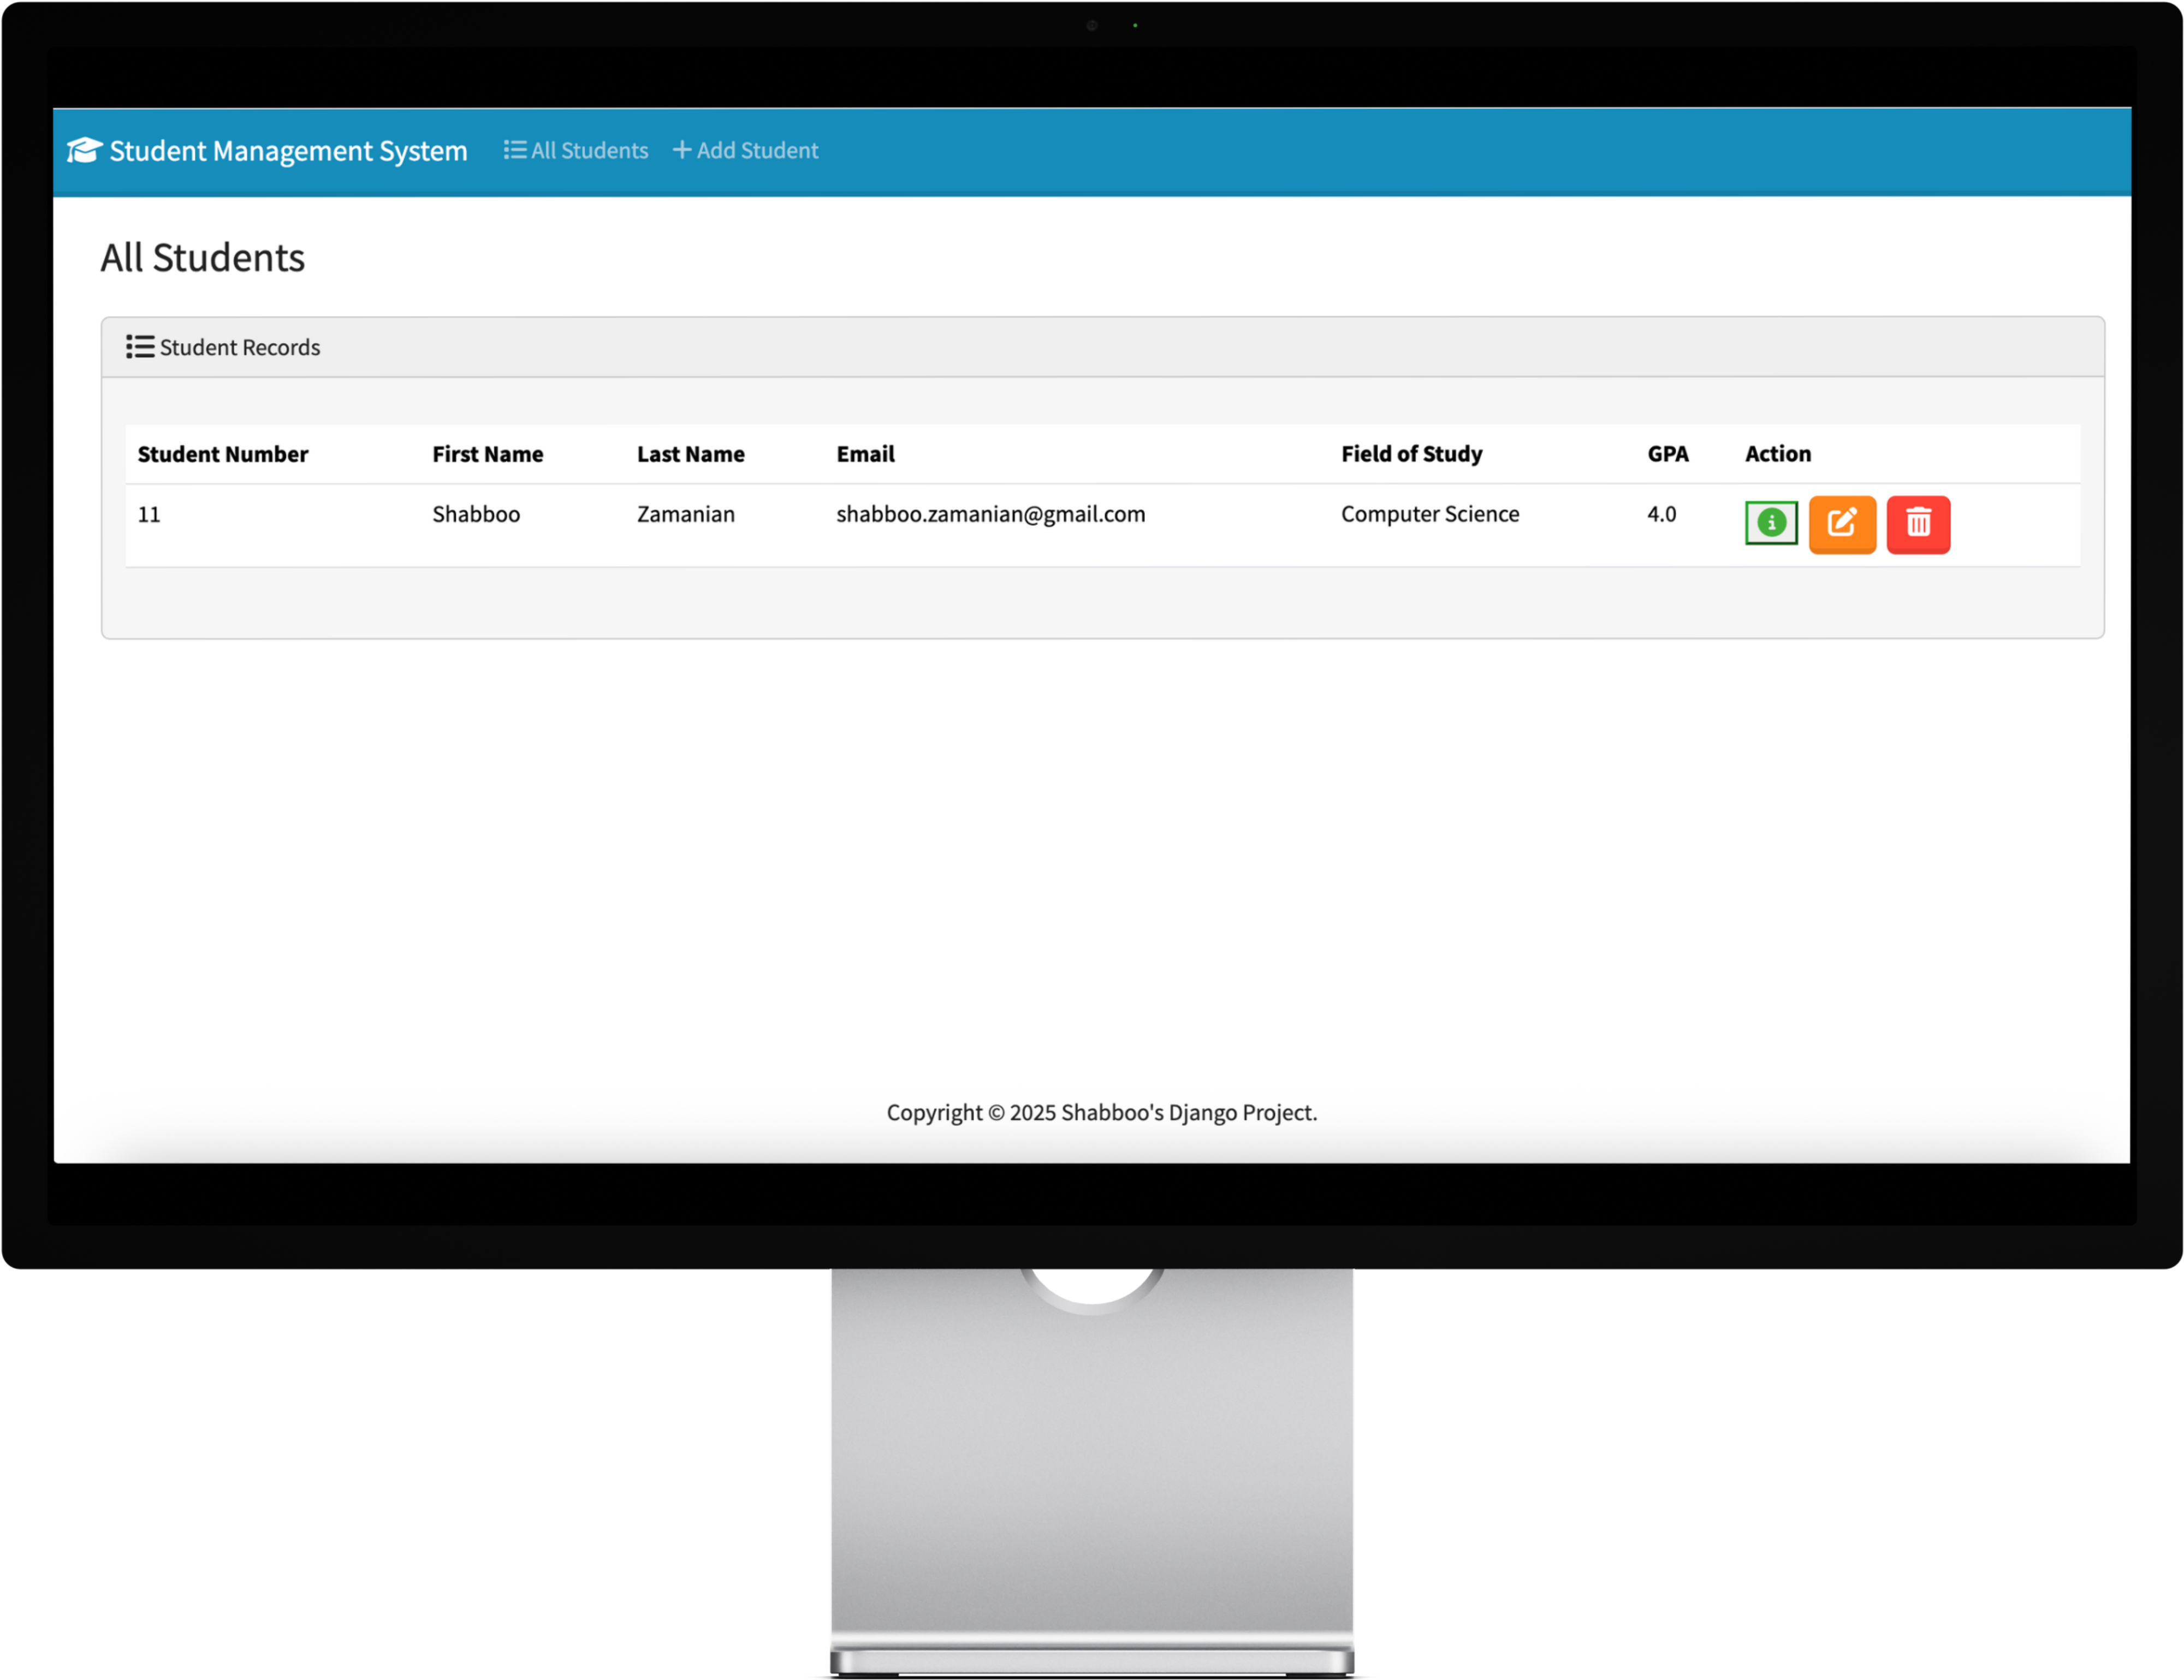 Student Management System All Students + Add Student
All Students
Student Records
Student Number First Name Last Name Email Field of Study GPA Action
11 Shabboo Zamanian shabboo.zamanian@gmail.com Computer Science 4.0
Copyright © 2025 Shabboo's Django Project.